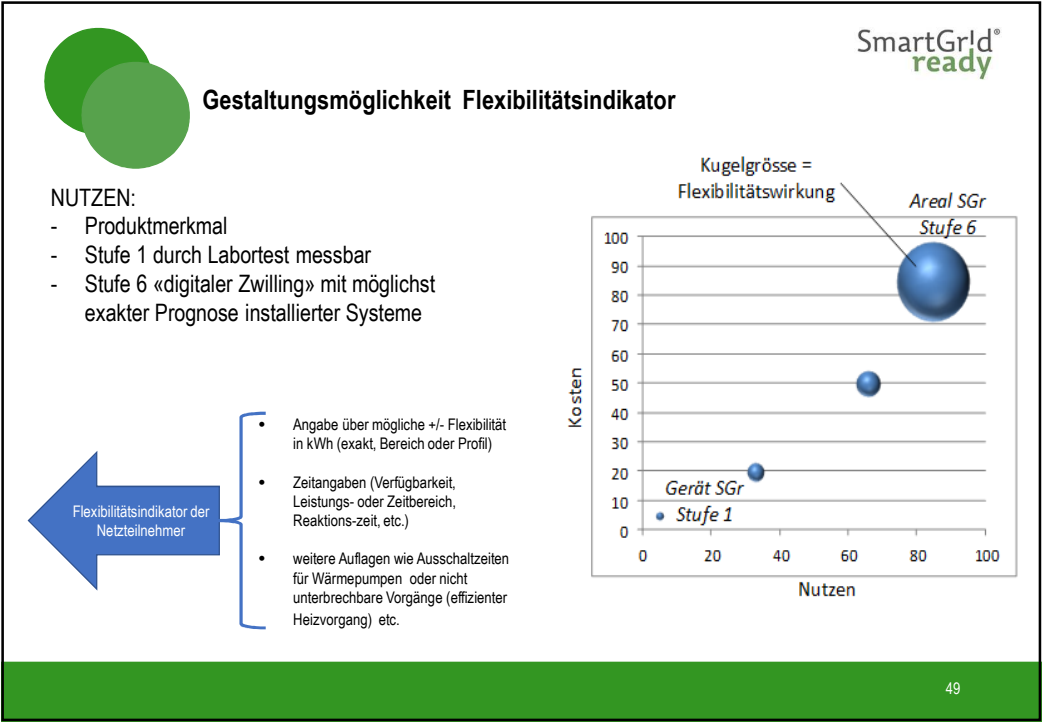 SmartGr!d®
ready
Gestaltungsmöglichkeit Flexibilitätsindikator
NUTZEN:
- Produktmerkmal
- Stufe 1 durch Labortest messbar
- Stufe 6 «digitaler Zwilling» mit möglichst
exakter Prognose installierter Systeme
Flexibilitätsindikator der
Netzteilnehmer
• Angabe über mögliche +/- Flexibilität
in kWh (exakt, Bereich oder Profil)
• Zeitangaben (Verfügbarkeit,
Leistungs- oder Zeitbereich,
Reaktions-zeit, etc.)
• weitere Auflagen wie Ausschaltzeiten
für Wärmepumpen oder nicht
unterbrechbare Vorgänge (effizienter
Heizvorgang) etc.
Kugelgrösse =
Flexibilitätswirkung
Areal SGr
Stufe 6
100
90
80
70
60
50
40
30
20
10
0
Kosten
Gerät SGr
Stufe 1
0 20 40 60 80 100
Nutzen
49